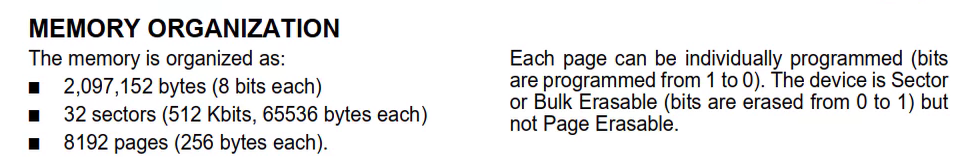 MEMORY ORGANIZATION
The memory is organized as:
■ 2,097,152 bytes (8 bits each)
■ 32 sectors (512 Kbits, 65536 bytes each)
■ 8192 pages (256 bytes each).
Each page can be individually programmed (bits
are programmed from 1 to 0). The device is Sector
or Bulk Erasable (bits are erased from 0 to 1) but
not Page Erasable.